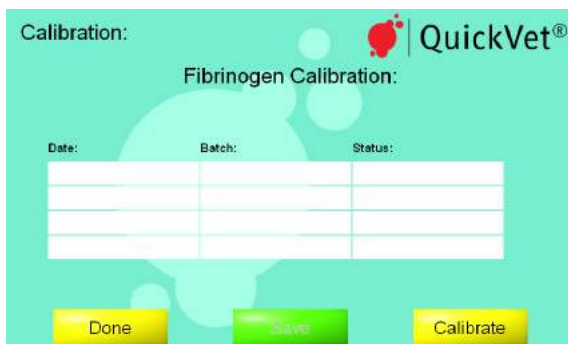 Calibration:
QuickVet®
Fibrinogen Calibration:
Date: Batch: Status:
Done Save Calibrate